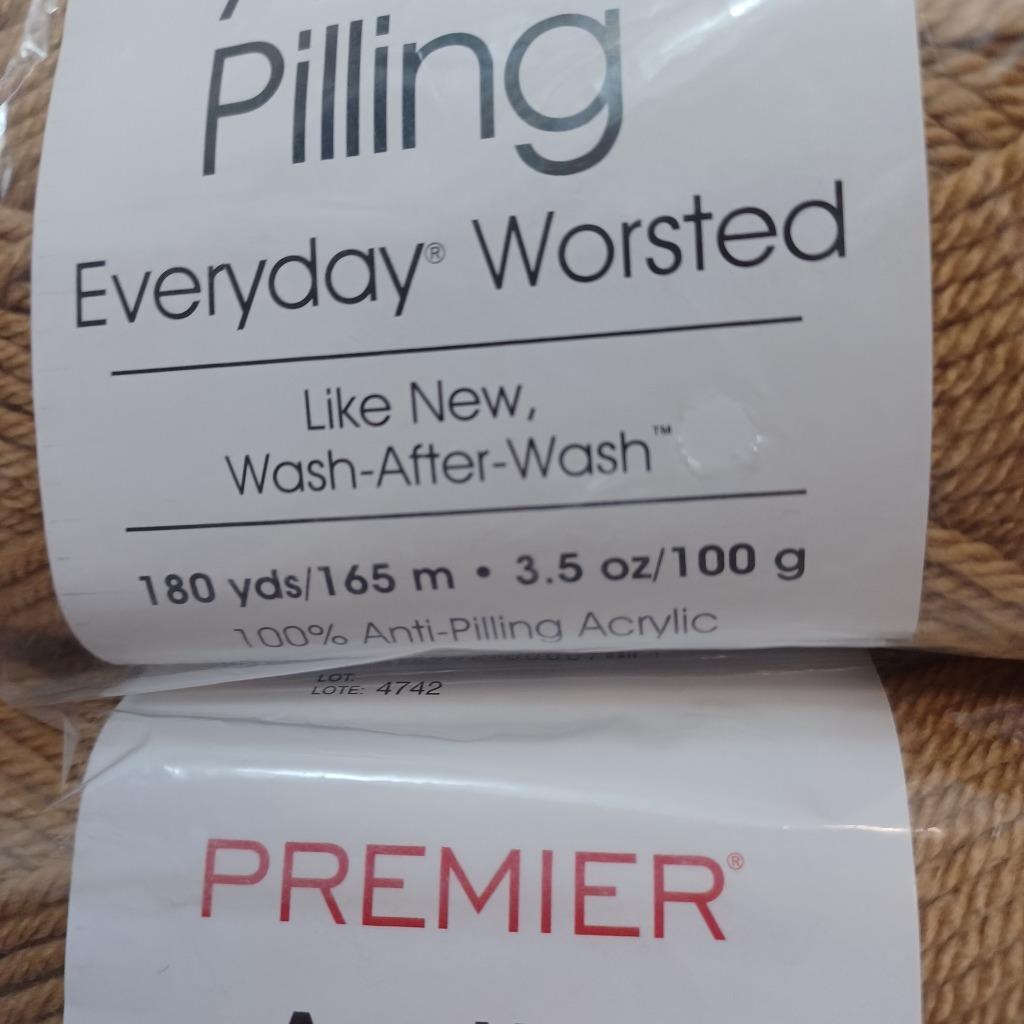 Pilling
Everyday® Worsted
Like New,
Wash-After-Wash™
180 yds/165 m • 3.5 oz/100 g
100% Anti-Pilling Acrylic
LOT:
LOTE: 4742
PREMIER®